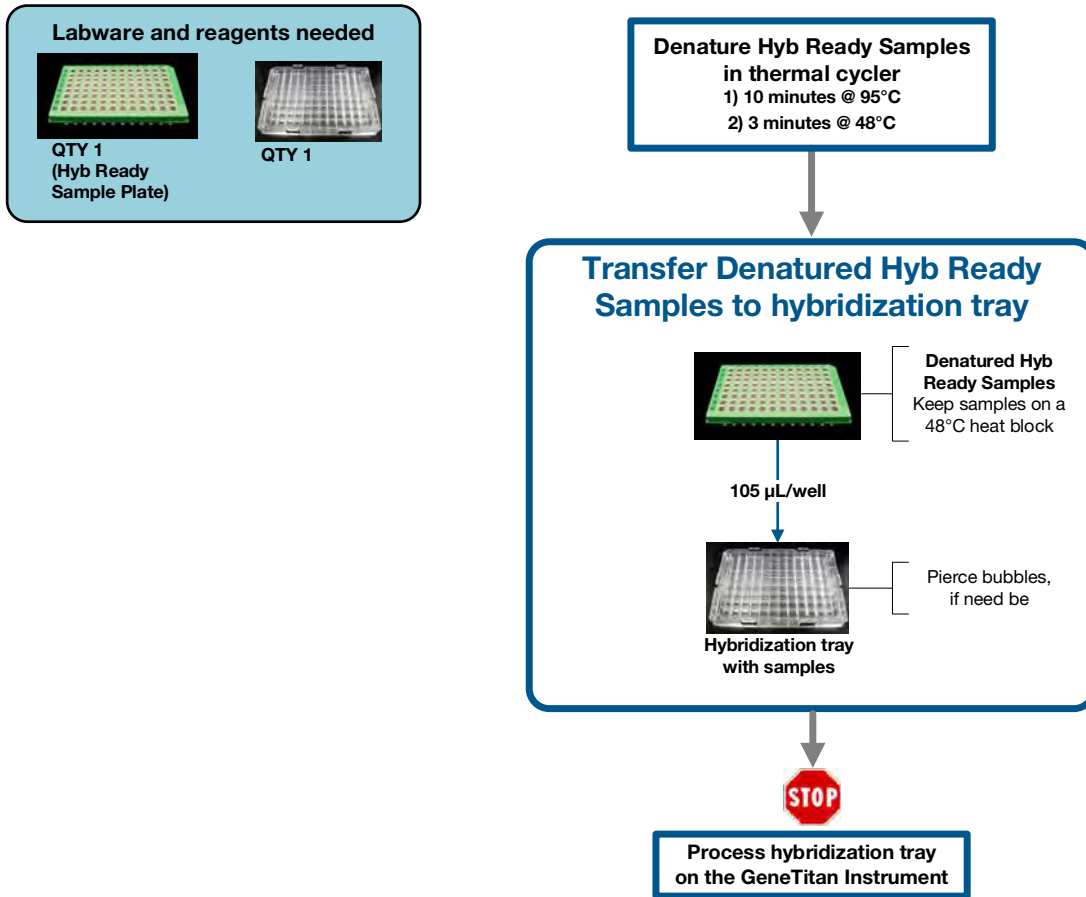 Labware and reagents needed
QTY 1
(Hyb Ready
Sample Plate)
QTY 1
Denature Hyb Ready Samples
in thermal cycler
1) 10 minutes @ 95°C
2) 3 minutes @ 48°C
Transfer Denatured Hyb Ready
Samples to hybridization tray
Denatured Hyb
Ready Samples
Keep samples on a
48°C heat block
105 µL/well
Pierce bubbles,
if need be
Hybridization tray
with samples
STOP
Process hybridization tray
on the GeneTitan Instrument